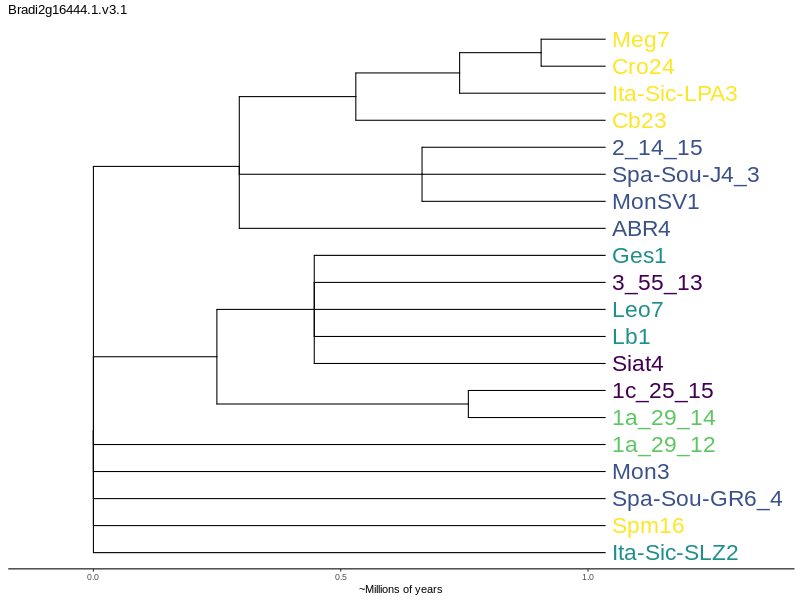 Bradi2g16444.1.v3.1
Meg7
Cro24
Ita-Sic-LPA3
Cb23
2_14_15
Spa-Sou-J4_3
MonSV1
ABR4
Ges1
3_55_13
Leo7
Lb1
Siat4
1c_25_15
1a_29_14
1a_29_12
Mon3
Spa-Sou-GR6_4
Spm16
Ita-Sic-SLZ2
0.0 0.5 1.0
~Millions of years